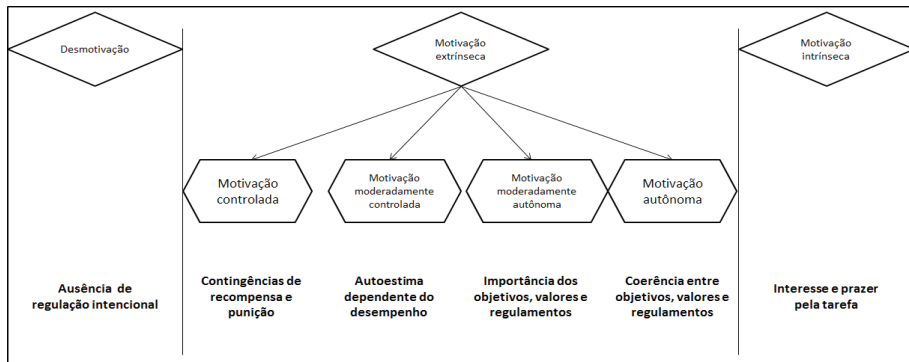 Desmotivação
Motivação
extrínseca
Motivação
intrínseca
Motivação
controlada
Motivação
moderadamente
controlada
Motivação
moderadamente
autônoma
Motivação
autônoma
Ausência de
regulação intencional
Contingências de
recompensa e
punição
Autoestima
dependente do
desempenho
Importância dos
objetivos, valores e
regulamentos
Coerência entre
objetivos, valores e
regulamentos
Interesse e prazer
pela tarefa